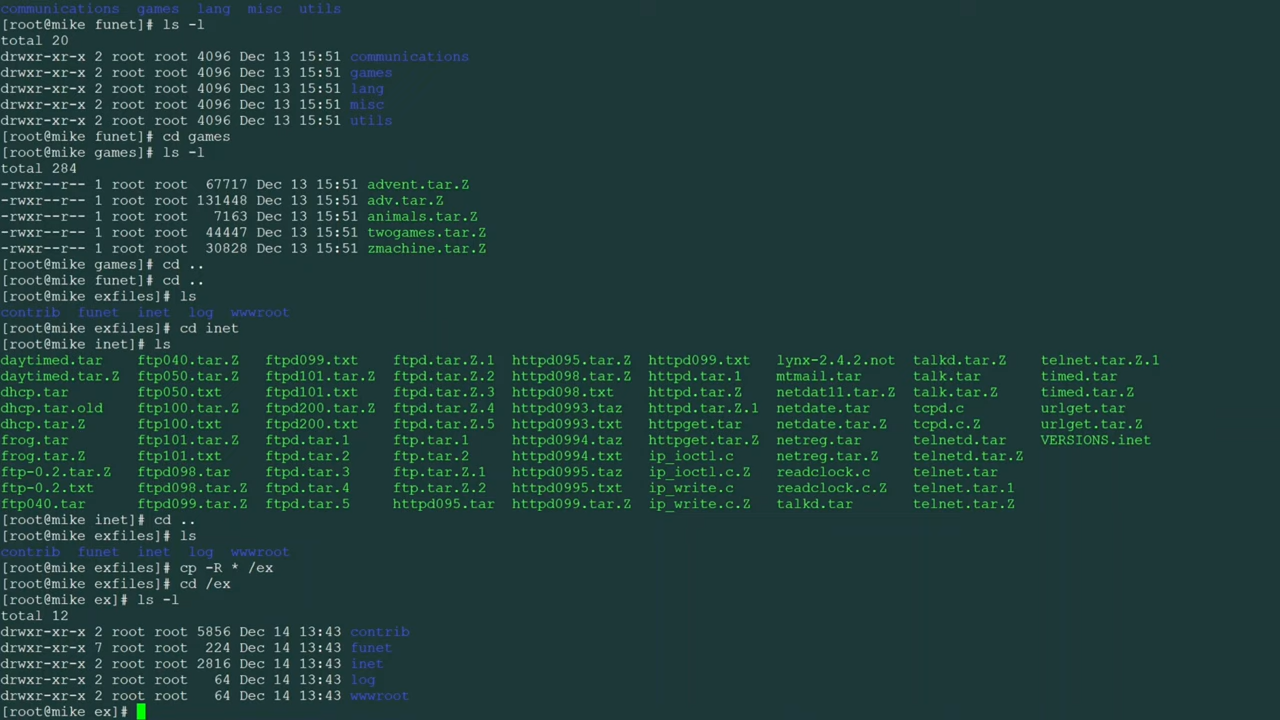 communications  games  lang  misc  utils
[root@mike funet]# ls -l
total 20
drwxr-xr-x 2 root root 4096 Dec 13 15:51 communications
drwxr-xr-x 2 root root 4096 Dec 13 15:51 games
drwxr-xr-x 2 root root 4096 Dec 13 15:51 lang
drwxr-xr-x 2 root root 4096 Dec 13 15:51 misc
drwxr-xr-x 2 root root 4096 Dec 13 15:51 utils
[root@mike funet]# cd games
[root@mike games]# ls -l
total 284
-rwxr--r-- 1 root root  67717 Dec 13 15:51 advent.tar.Z
-rwxr--r-- 1 root root 131448 Dec 13 15:51 adv.tar.Z
-rwxr--r-- 1 root root   7163 Dec 13 15:51 animals.tar.Z
-rwxr--r-- 1 root root  44447 Dec 13 15:51 twogames.tar.Z
-rwxr--r-- 1 root root  30828 Dec 13 15:51 zmachine.tar.Z
[root@mike games]# cd ..
[root@mike funet]# cd ..
[root@mike exfiles]# ls
contrib  funet  inet  log  wwwroot
[root@mike exfiles]# cd inet
[root@mike inet]# ls
daytimed.tar    ftp040.tar.Z   ftpd099.txt    ftpd.tar.Z.1  httpd095.tar.Z  httpd099.txt    lynx-2.4.2.not  talkd.tar.Z    telnet.tar.Z.1
daytimed.tar.Z  ftp050.tar.Z   ftpd101.tar.Z  ftpd.tar.Z.2  httpd098.tar.Z  httpd.tar.1     mtmail.tar      talk.tar       timed.tar
dhcp.tar        ftp050.txt     ftpd101.txt    ftpd.tar.Z.3  httpd098.txt    httpd.tar.Z     netdat11.tar.Z  talk.tar.Z     timed.tar.Z
dhcp.tar.old    ftp100.tar.Z   ftpd200.tar.Z  ftpd.tar.Z.4  httpd0993.taz   httpd.tar.Z.1   netdate.tar     tcpd.c         urlget.tar
dhcp.tar.Z      ftp100.txt     ftpd200.txt    ftpd.tar.Z.5  httpd0993.txt   httpget.tar     netdate.tar.Z   tcpd.c.Z       urlget.tar.Z
frog.tar        ftp101.tar.Z   ftpd.tar.1     ftp.tar.1     httpd0994.taz   httpget.tar.Z   netreg.tar      telnetd.tar    VERSIONS.inet
frog.tar.Z      ftp101.txt     ftpd.tar.2     ftp.tar.2     httpd0994.txt   ip_ioctl.c      netreg.tar.Z    telnetd.tar.Z
ftp-0.2.tar.Z   ftpd098.tar    ftpd.tar.3     ftp.tar.Z.1   httpd0995.taz   ip_ioctl.c.Z    readclock.c     telnet.tar
ftp-0.2.txt     ftpd098.tar.Z  ftpd.tar.4     ftp.tar.Z.2   httpd0995.txt   ip_write.c      readclock.c.Z   telnet.tar.1
ftp040.tar      ftpd099.tar.Z  ftpd.tar.5     httpd095.tar  httpd099.tar.Z  ip_write.c.Z    talkd.tar       telnet.tar.Z
[root@mike inet]# cd ..
[root@mike exfiles]# ls
contrib  funet  inet  log  wwwroot
[root@mike exfiles]# cp -R * /ex
[root@mike exfiles]# cd /ex
[root@mike ex]# ls -l
total 12
drwxr-xr-x 2 root root 5856 Dec 14 13:43 contrib
drwxr-xr-x 7 root root  224 Dec 14 13:43 funet
drwxr-xr-x 2 root root 2816 Dec 14 13:43 inet
drwxr-xr-x 2 root root   64 Dec 14 13:43 log
drwxr-xr-x 2 root root   64 Dec 14 13:43 wwwroot
[root@mike ex]#